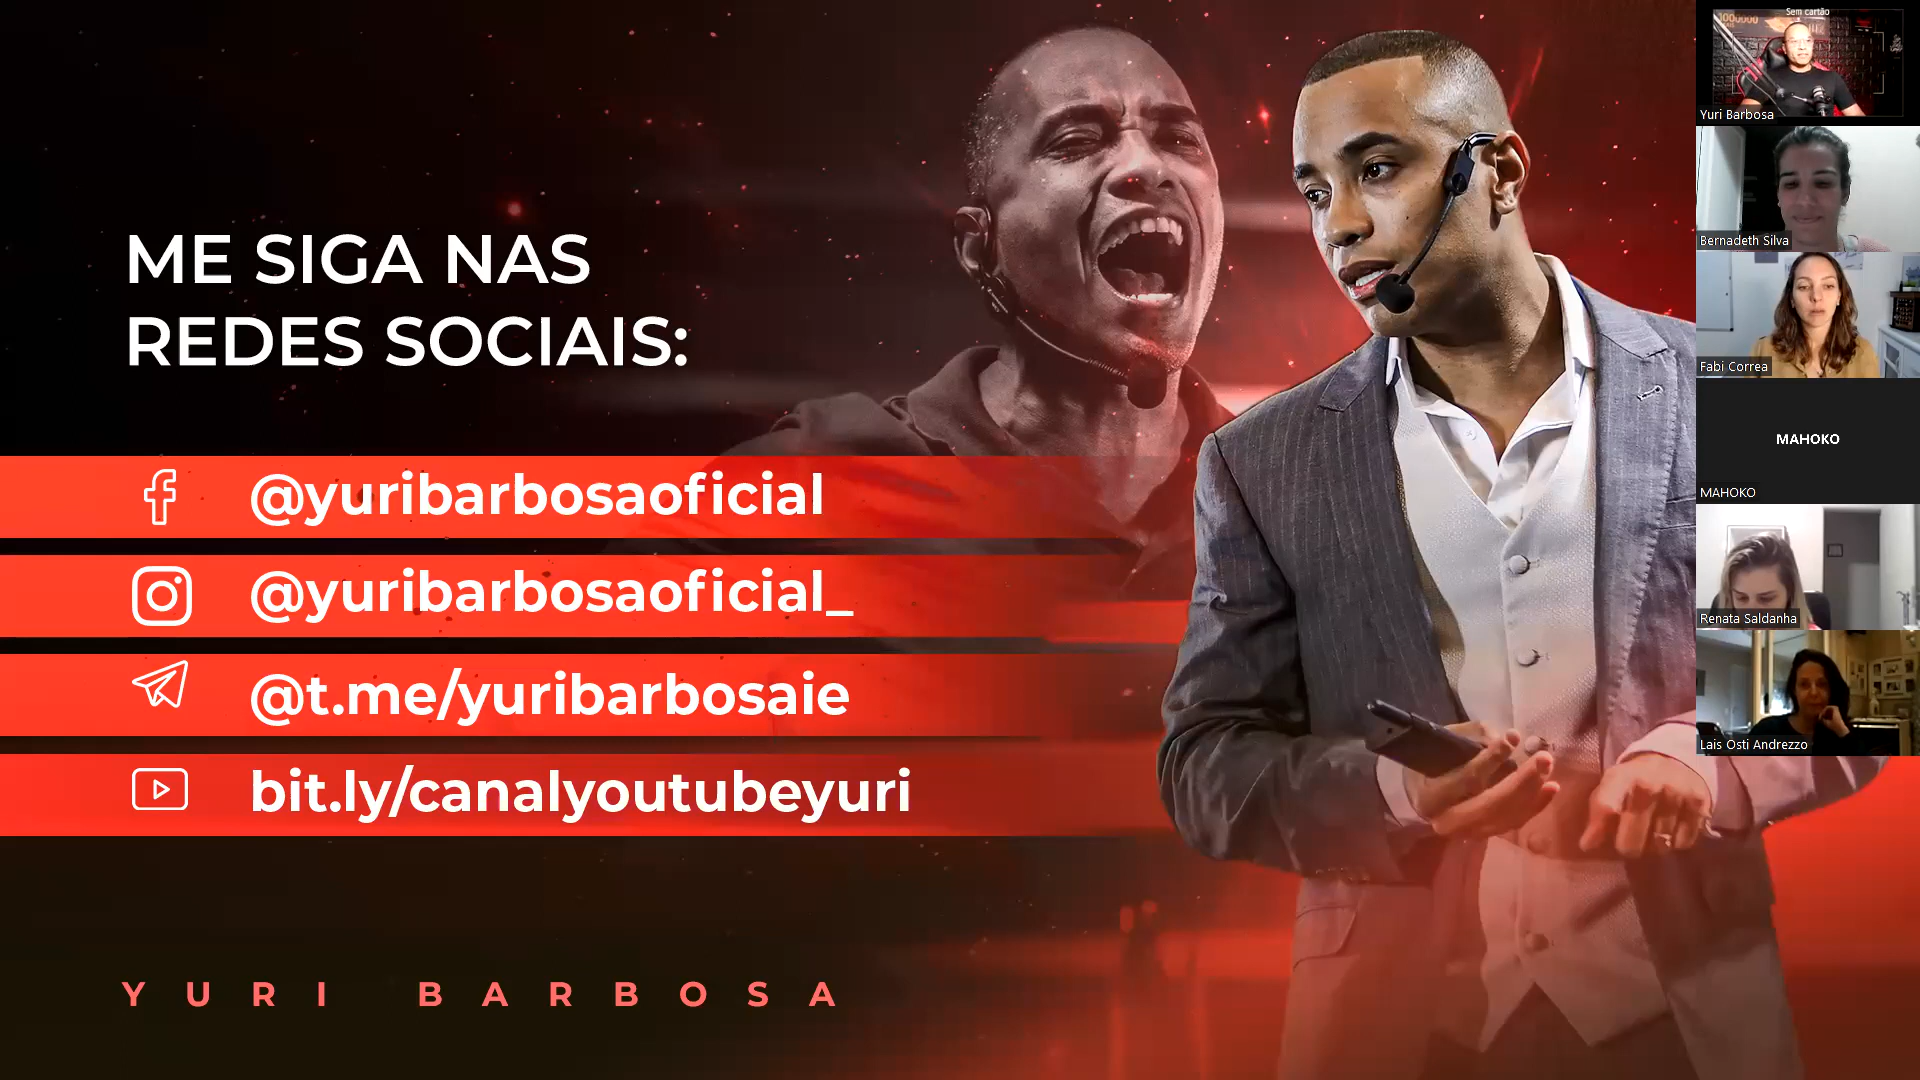 ME SIGA NAS
REDES SOCIAIS:
@yuribarbosaoficial
@yuribarbosaoficial_
@t.me/yuribarbosaie
bit.ly/canalyoutubeyuri
YURI BARBOSA
Sem cartão
Yuri Barbosa
Bernadeth Silva
Fabi Correa
MAHOKO
MAHOKO
Renata Saldanha
Lais Osti Andrezzo